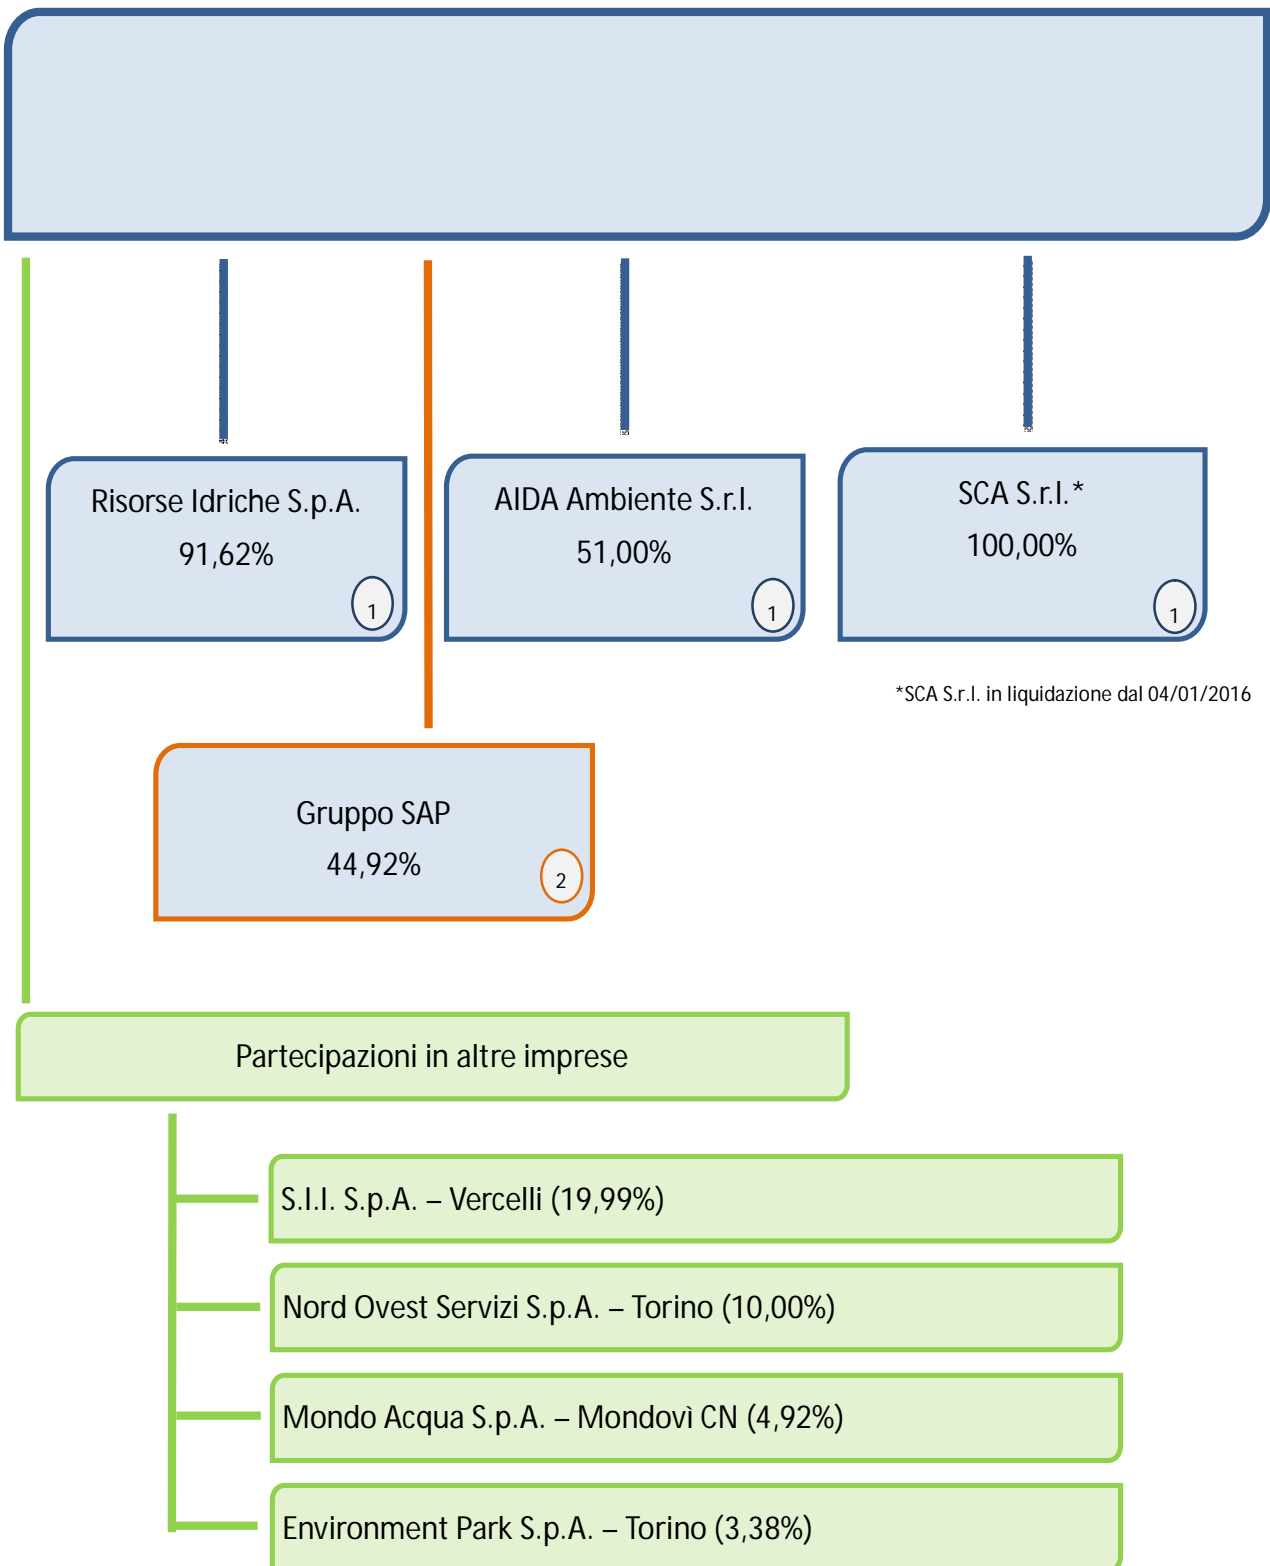 Risorse Idriche S.p.A.
91,62%
1
AIDA Ambiente S.r.l.
51,00%
1
SCA S.r.l.*
100,00%
1
*SCA S.r.l. in liquidazione dal 04/01/2016
Gruppo SAP
44,92%
2
Partecipazioni in altre imprese
S.I.I. S.p.A. – Vercelli (19,99%)
Nord Ovest Servizi S.p.A. – Torino (10,00%)
Mondo Acqua S.p.A. – Mondovì CN (4,92%)
Environment Park S.p.A. – Torino (3,38%)